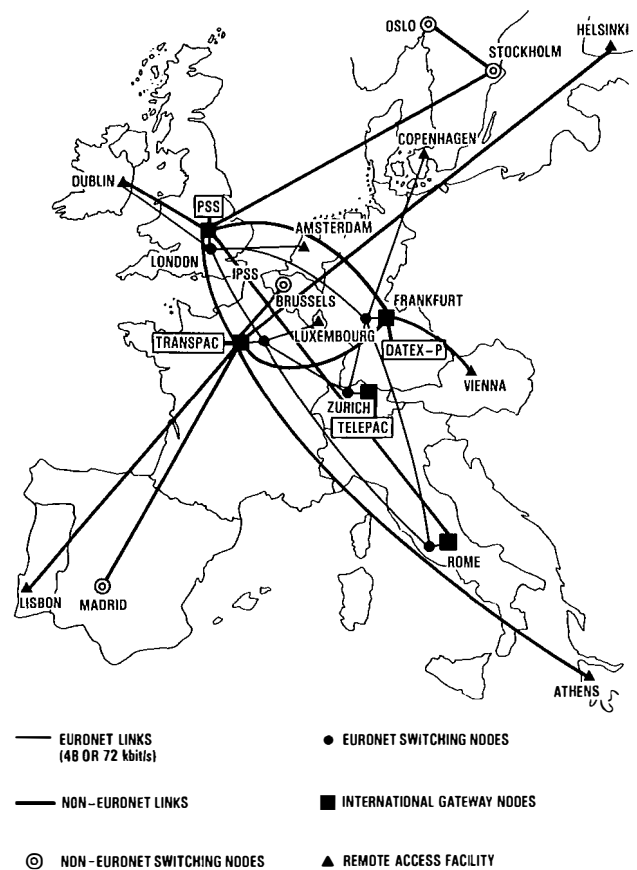 OSLO
HELSINKI
STOCKHOLM
COPENHAGEN
DUBLIN
PSS
AMSTERDAM
LONDON
IPSS
BRUSSELS
FRANKFURT
TRANSPAC
LUXEMBOURG
DATEX-P
VIENNA
ZURICH
TELEPAC
ROME
LISBON
MADRID
ATHENS
EURONET LINKS
(48 OR 72 kbit/s)
EURONET SWITCHING NODES
NON-EURONET LINKS
INTERNATIONAL GATEWAY NODES
NON-EURONET SWITCHING NODES
REMOTE ACCESS FACILITY